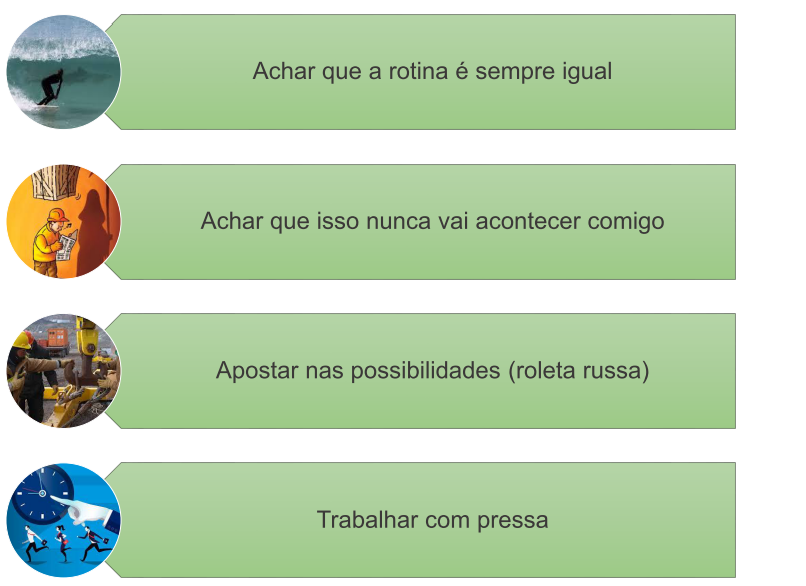 Achar que a rotina é sempre igual
Achar que isso nunca vai acontecer comigo
Apostar nas possibilidades (roleta russa)
Trabalhar com pressa